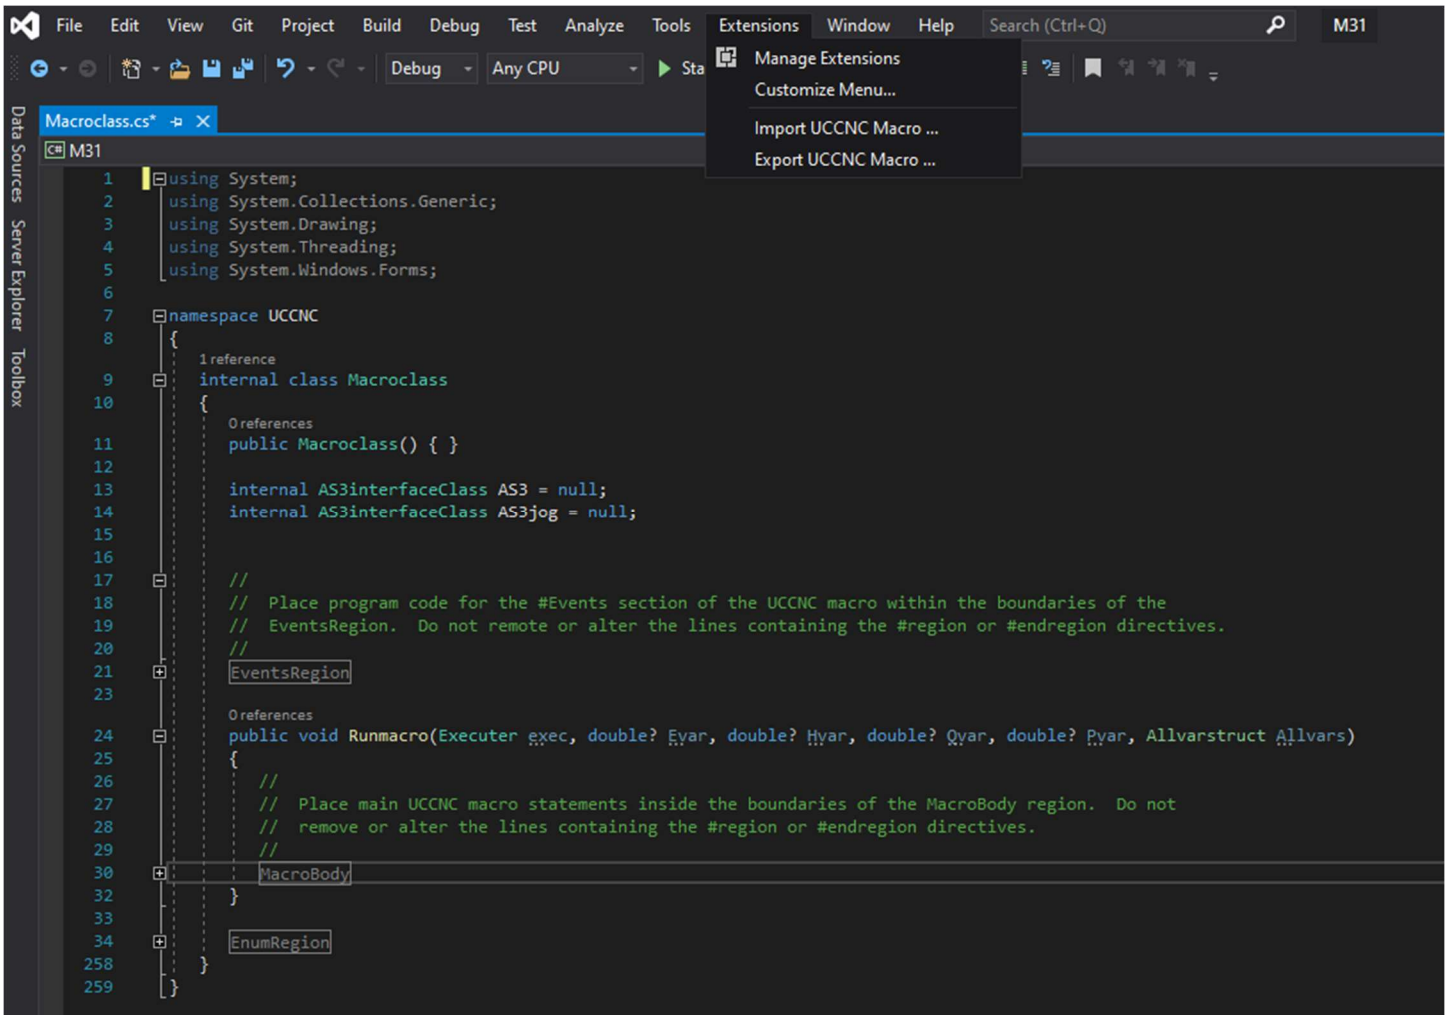 File Edit View Git Project Build Debug Test Analyze Tools Extensions Window Help Search (Ctrl+Q) M31
Debug Any CPU Sta
Manage Extensions
Customize Menu...
Import UCCNC Macro ...
Export UCCNC Macro ...
Data Sources
Server Explorer
Toolbox
Macroclass.cs*
C# M31
1 using System;
2 using System.Collections.Generic;
3 using System.Drawing;
4 using System.Threading;
5 using System.Windows.Forms;
6
7 namespace UCCNC
8 {
1 reference
9 internal class Macroclass
10 {
0 references
11 public Macroclass() { }
12
13 internal AS3interfaceClass AS3 = null;
14 internal AS3interfaceClass AS3jog = null;
15
16
17 //
18 // Place program code for the #Events section of the UCCNC macro within the boundaries of the
19 // EventsRegion. Do not remote or alter the lines containing the #region or #endregion directives.
20 //
21 EventsRegion
23
0 references
24 public void Runmacro(Executer exec, double? Evar, double? Hvar, double? Qvar, double? Pvar, Allvarstruct Allvars)
25 {
26 //
27 // Place main UCCNC macro statements inside the boundaries of the MacroBody region. Do not
28 // remove or alter the lines containing the #region or #endregion directives.
29 //
30 MacroBody
32 }
33
34 EnumRegion
258 }
259 }